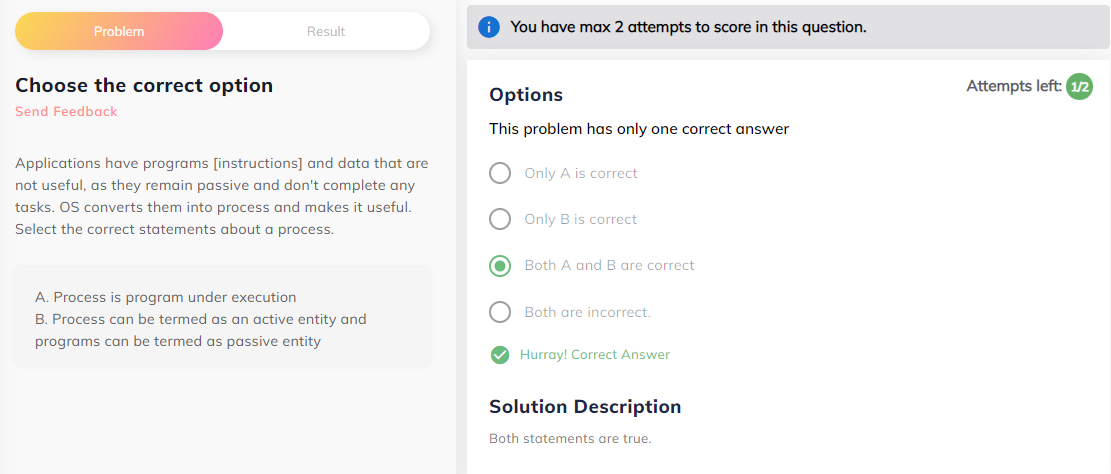 Problem
Result
Choose the correct option
Send Feedback
Applications have programs [instructions] and data that are
not useful, as they remain passive and don't complete any
tasks. OS converts them into process and makes it useful.
Select the correct statements about a process.
A. Process is program under execution
B. Process can be termed as an active entity and
programs can be termed as passive entity
You have max 2 attempts to score in this question.
Attempts left: 1/2
Options
This problem has only one correct answer
Only A is correct
Only B is correct
Both A and B are correct
Both are incorrect.
Hurray! Correct Answer
Solution Description
Both statements are true.